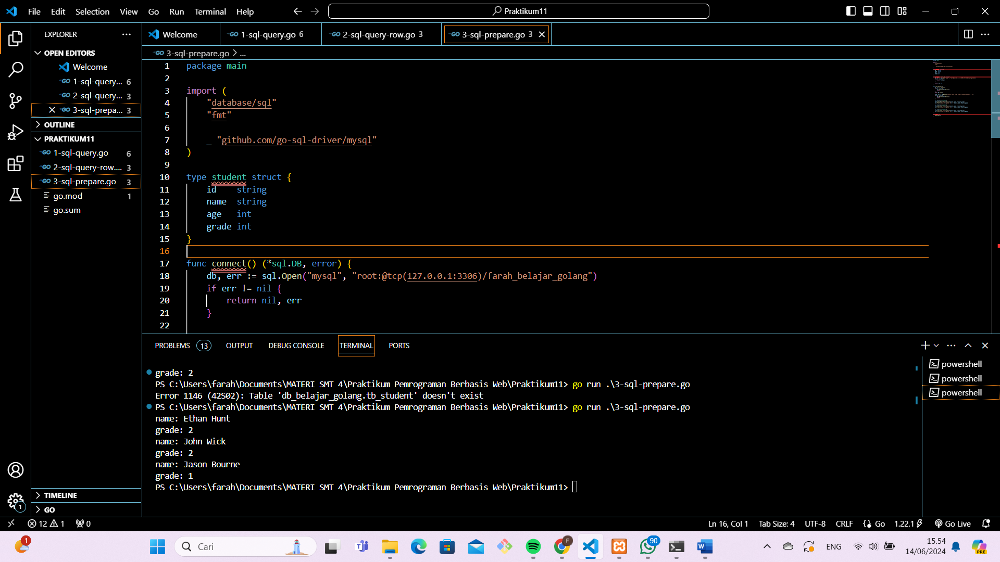 File Edit Selection View Go Run Terminal Help
Praktikum11
EXPLORER
Welcome
1-sql-query.go 6
2-sql-query-row.go 3
3-sql-prepare.go 3
OPEN EDITORS
Welcome
1-sql-query... 6
2-sql-query... 3
3-sql-prepa... 3
OUTLINE
PRAKTIKUM11
1-sql-query.go 6
2-sql-query-row.... 3
3-sql-prepare.go 3
go.mod 1
go.sum
TIMELINE
GO
3-sql-prepare.go > ...
1 package main
2
3 import (
4 "database/sql"
5 "fmt"
6
7 _ "github.com/go-sql-driver/mysql"
8 )
9
10 type student struct {
11 id string
12 name string
13 age int
14 grade int
15 }
16
17 func connect() (*sql.DB, error) {
18 db, err := sql.Open("mysql", "root:@tcp(127.0.0.1:3306)/farah_belajar_golang")
19 if err != nil {
20 return nil, err
21 }
22
PROBLEMS 13 OUTPUT DEBUG CONSOLE TERMINAL PORTS
grade: 2
PS C:\Users\farah\Documents\MATERI SMT 4\Praktikum Pemrograman Berbasis Web\Praktikum11> go run .\3-sql-prepare.go
Error 1146 (42S02): Table 'db_belajar_golang.tb_student' doesn't exist
PS C:\Users\farah\Documents\MATERI SMT 4\Praktikum Pemrograman Berbasis Web\Praktikum11> go run .\3-sql-prepare.go
name: Ethan Hunt
grade: 2
name: John Wick
grade: 2
name: Jason Bourne
grade: 1
PS C:\Users\farah\Documents\MATERI SMT 4\Praktikum Pemrograman Berbasis Web\Praktikum11>
powershell
powershell
powershell
1
12 1 0
Ln 16, Col 1 Tab Size: 4 UTF-8 CRLF Go 1.22.1 Go Live
1
Cari
F
90
W
ENG
15.54
14/06/2024
PRE